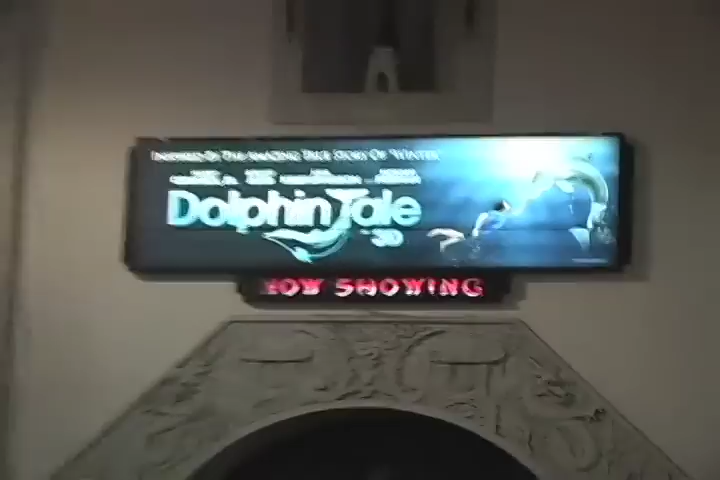 INSPIRED BY THE AMAZING TRUE STORY OF WINTER
Dolphin Tale
3D
NOW SHOWING